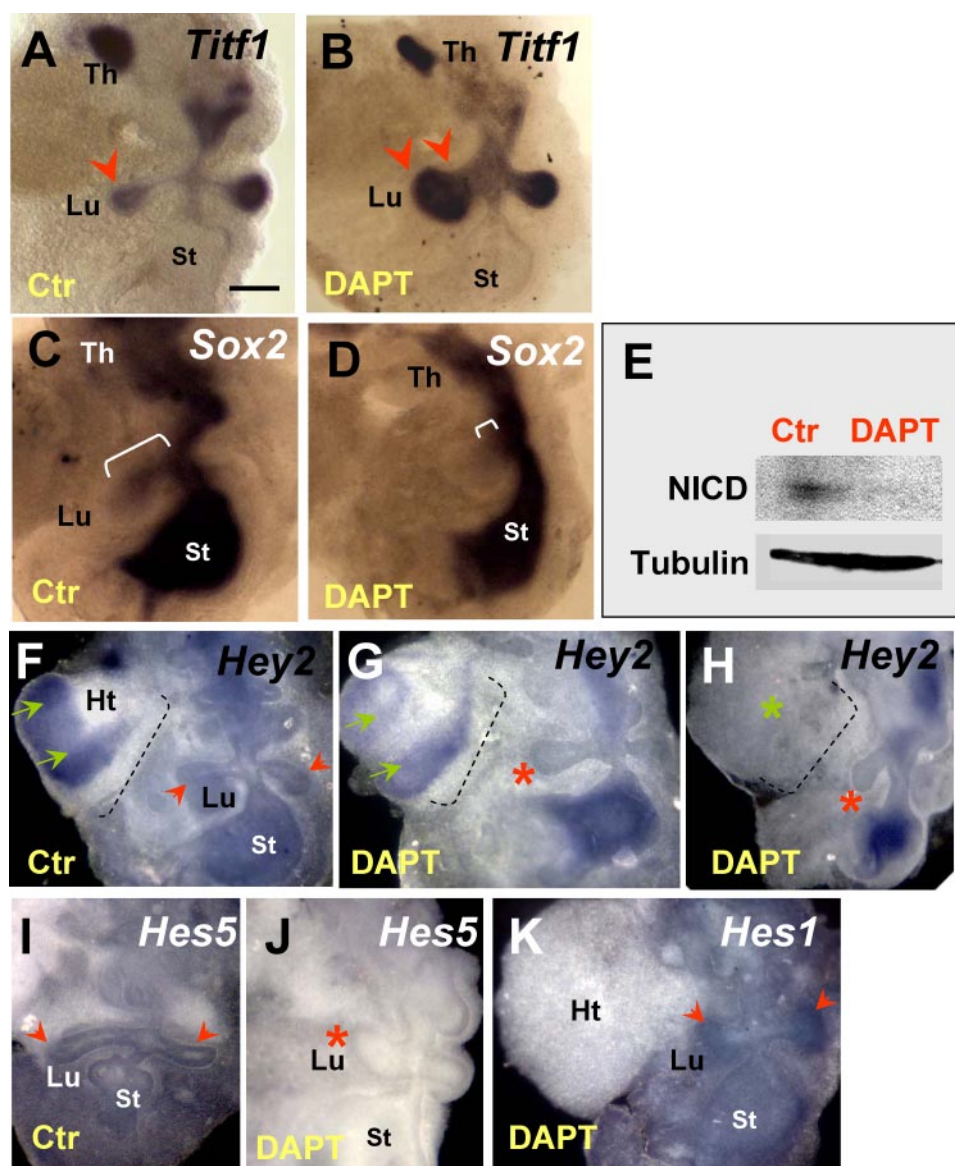 A Titf1
Th
Lu
St
Ctr
B Titf1
Th
Lu
St
DAPT
C Sox2
Th
Lu
St
Ctr
D Sox2
Th
St
DAPT
E
Ctr DAPT
NICD
Tubulin
F Hey2
Ht
Lu
St
Ctr
G Hey2
*
DAPT
H Hey2
*
*
DAPT
I Hes5
Lu
St
Ctr
J Hes5
*
Lu
St
DAPT
K Hes1
Ht
Lu
St
DAPT